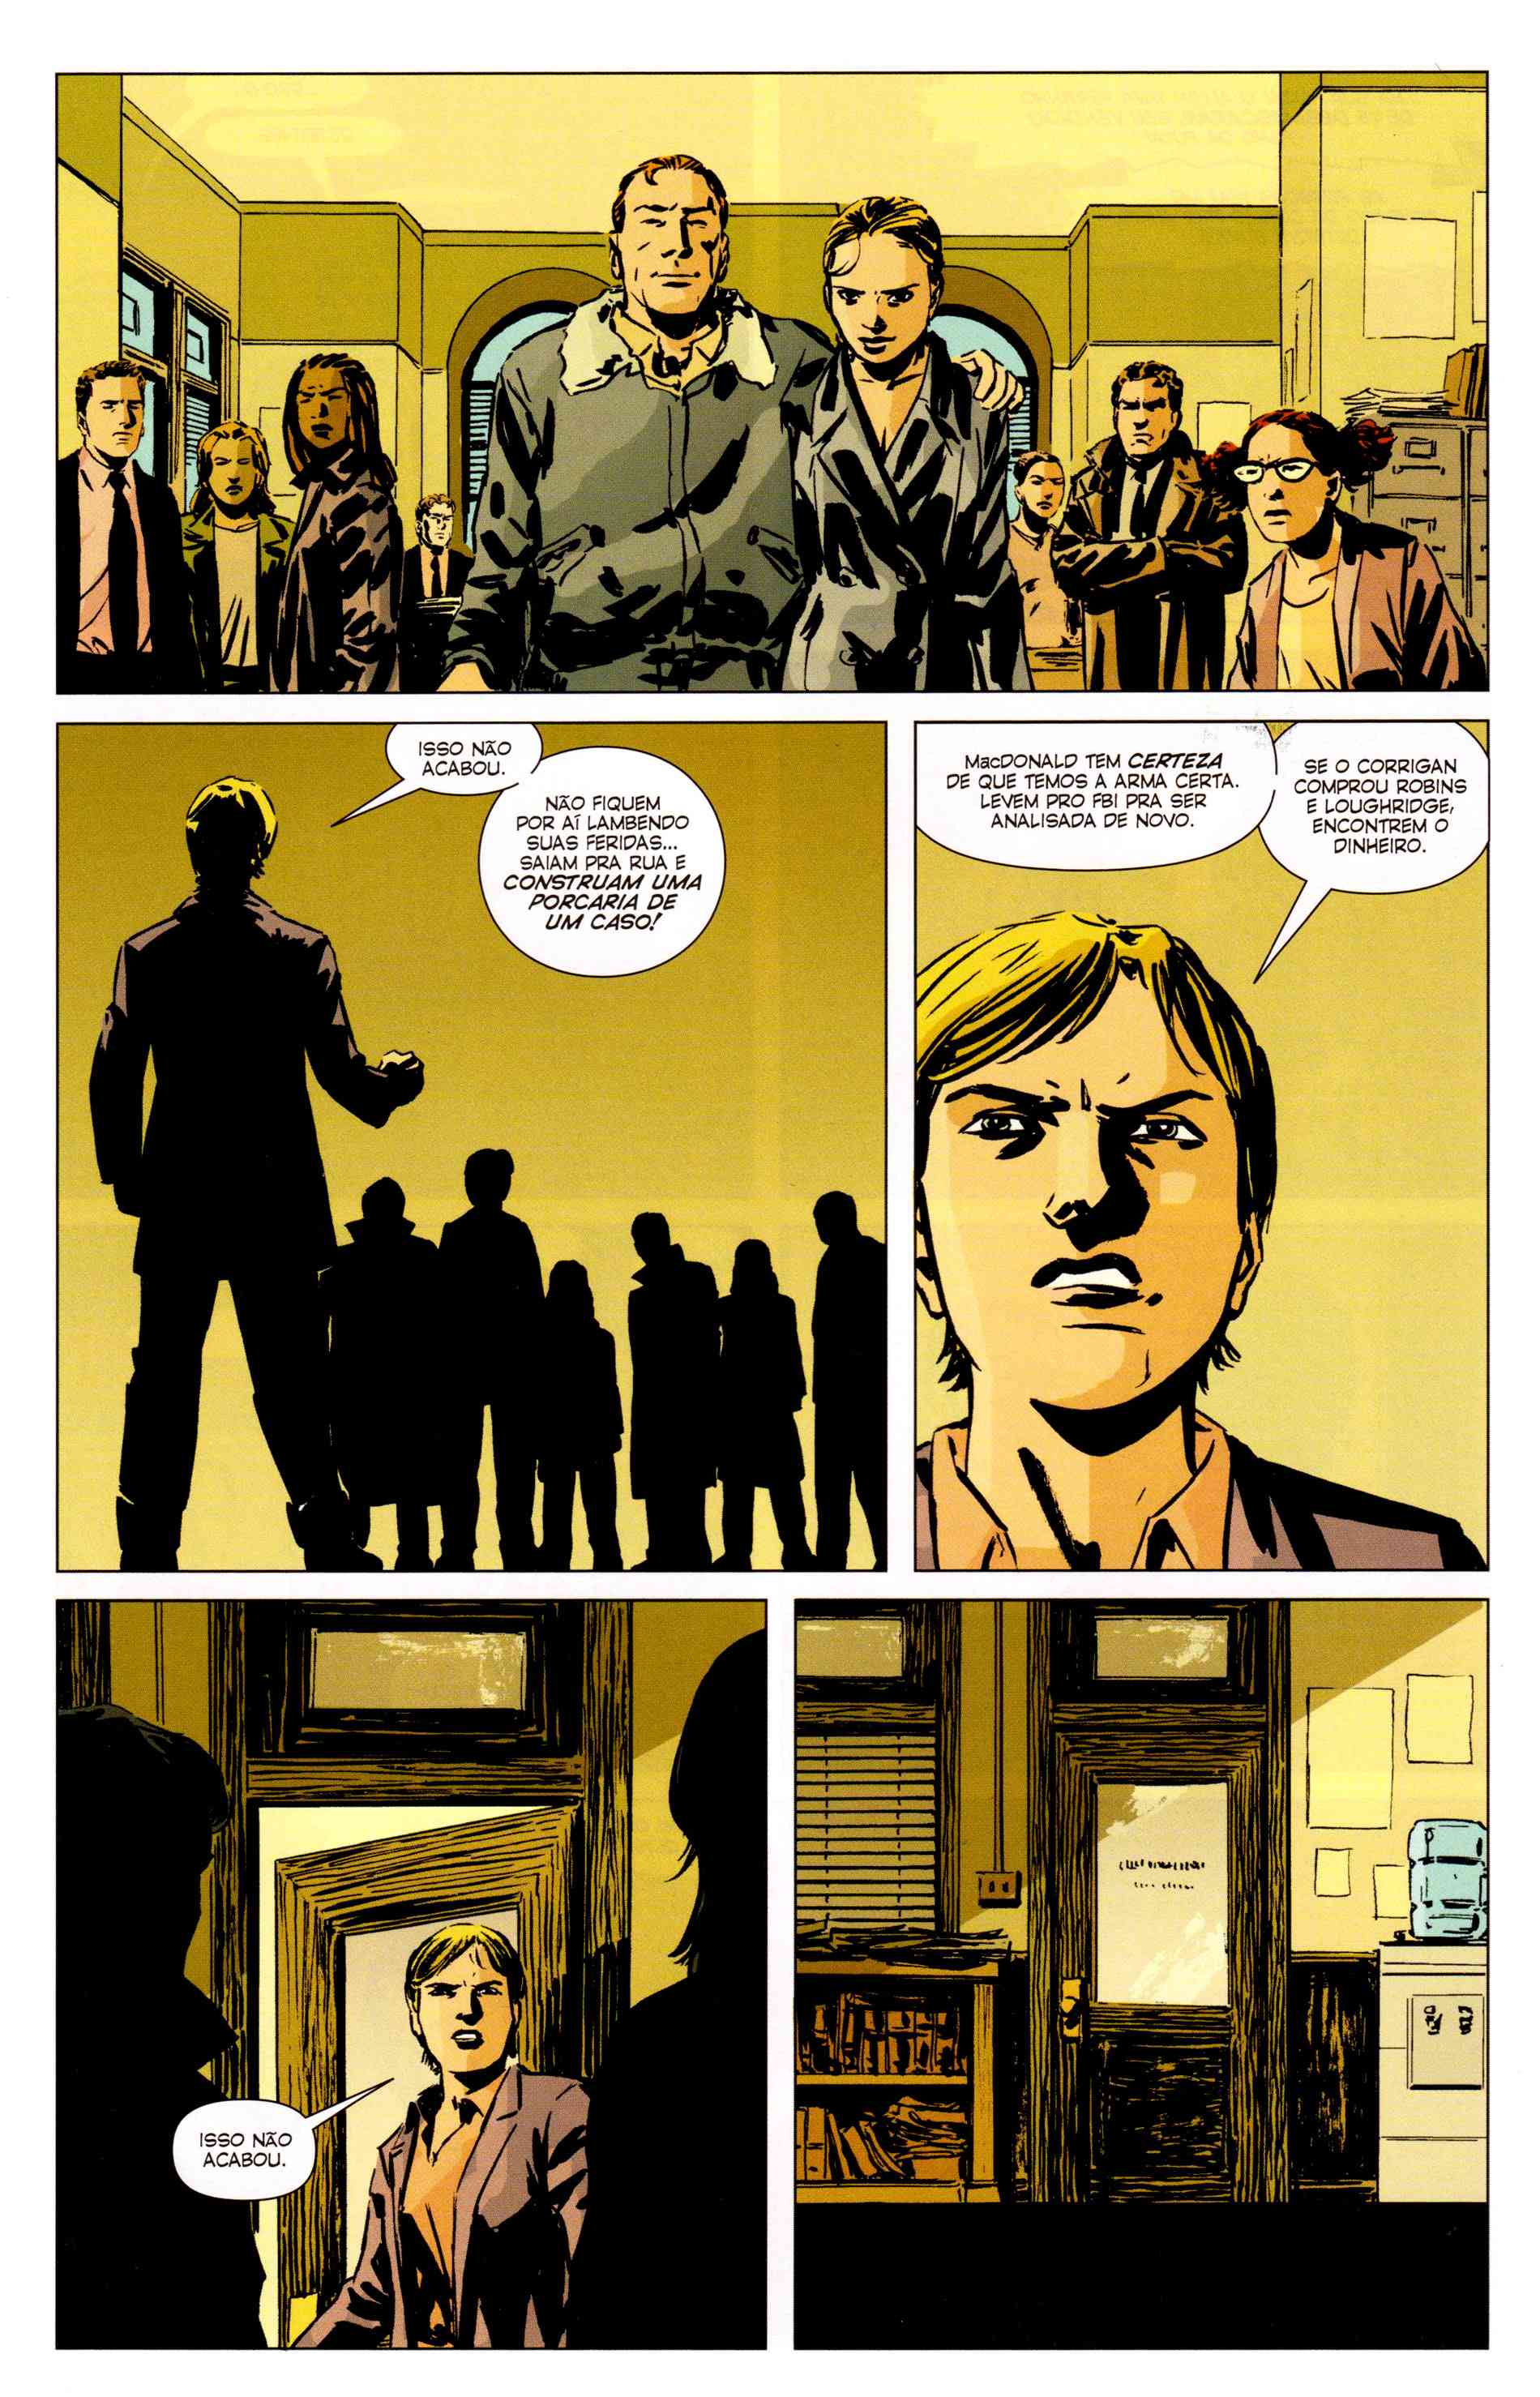 ISSO NÃO
ACABOU.
NÃO FIQUEM
POR AÍ LAMBENDO
SUAS FERIDAS...
SAIAM PRA RUA E
CONSTRUAM UMA
PORCARIA DE
UM CASO!
MacDONALD TEM CERTEZA
DE QUE TEMOS A ARMA CERTA.
LEVEM PRO FBI PRA SER
ANALISADA DE NOVO.
SE O CORRIGAN
COMPROU ROBINS
E LOUGHRIDGE,
ENCONTREM O
DINHEIRO.
ISSO NÃO
ACABOU.